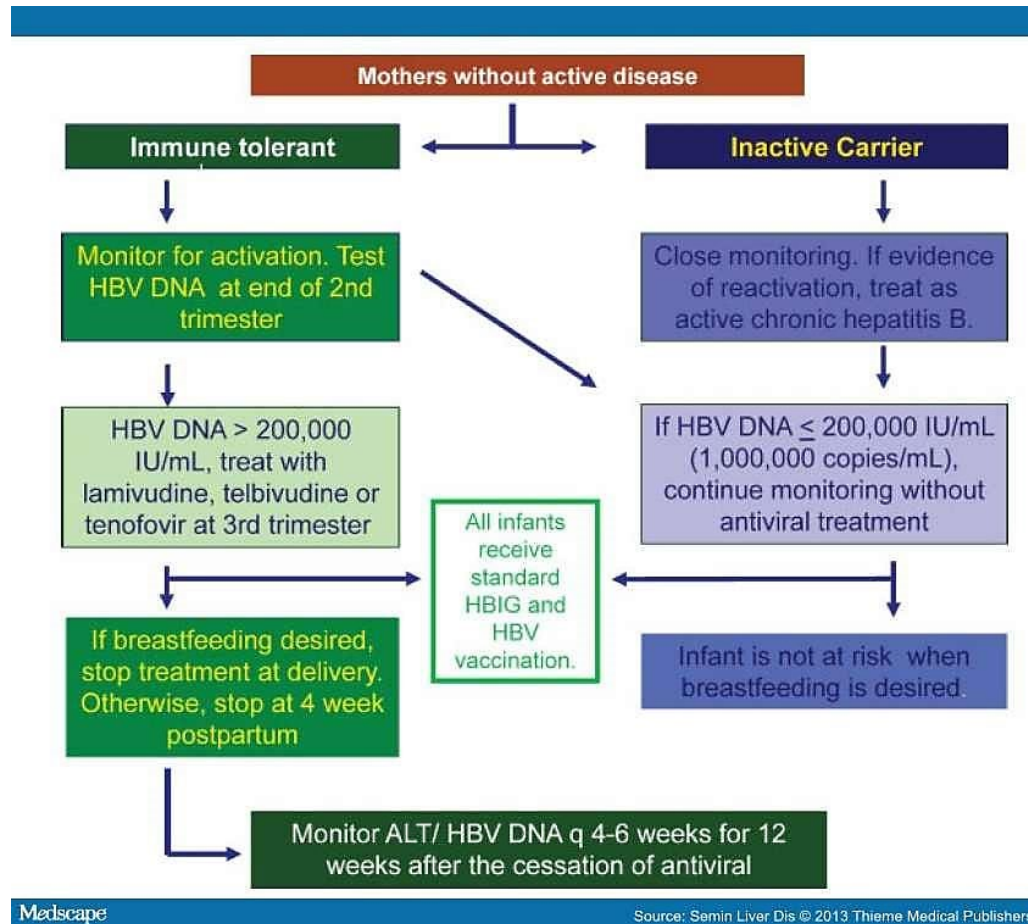 Mothers without active disease
Immune tolerant
Inactive Carrier
Monitor for activation. Test
HBV DNA at end of 2nd
trimester
Close monitoring. If evidence
of reactivation, treat as
active chronic hepatitis B.
HBV DNA > 200,000
IU/mL, treat with
lamivudine, telbivudine or
tenofovir at 3rd trimester
If HBV DNA ≤ 200,000 IU/mL
(1,000,000 copies/mL),
continue monitoring without
antiviral treatment
All infants
receive
standard
HBIG and
HBV
vaccination.
If breastfeeding desired,
stop treatment at delivery.
Otherwise, stop at 4 week
postpartum
Infant is not at risk when
breastfeeding is desired.
Monitor ALT/ HBV DNA q 4-6 weeks for 12
weeks after the cessation of antiviral
Medscape
Source: Semin Liver Dis © 2013 Thieme Medical Publishers